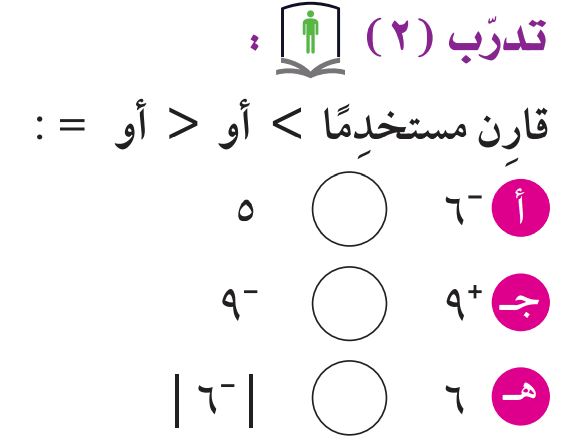 تدرّب (٢) :
قارِن مستخدِمًا < أو > أو = :
أ ⁻٦ ٥
جـ ⁺٩ ⁻٩
هـ ٦ |⁻٦|